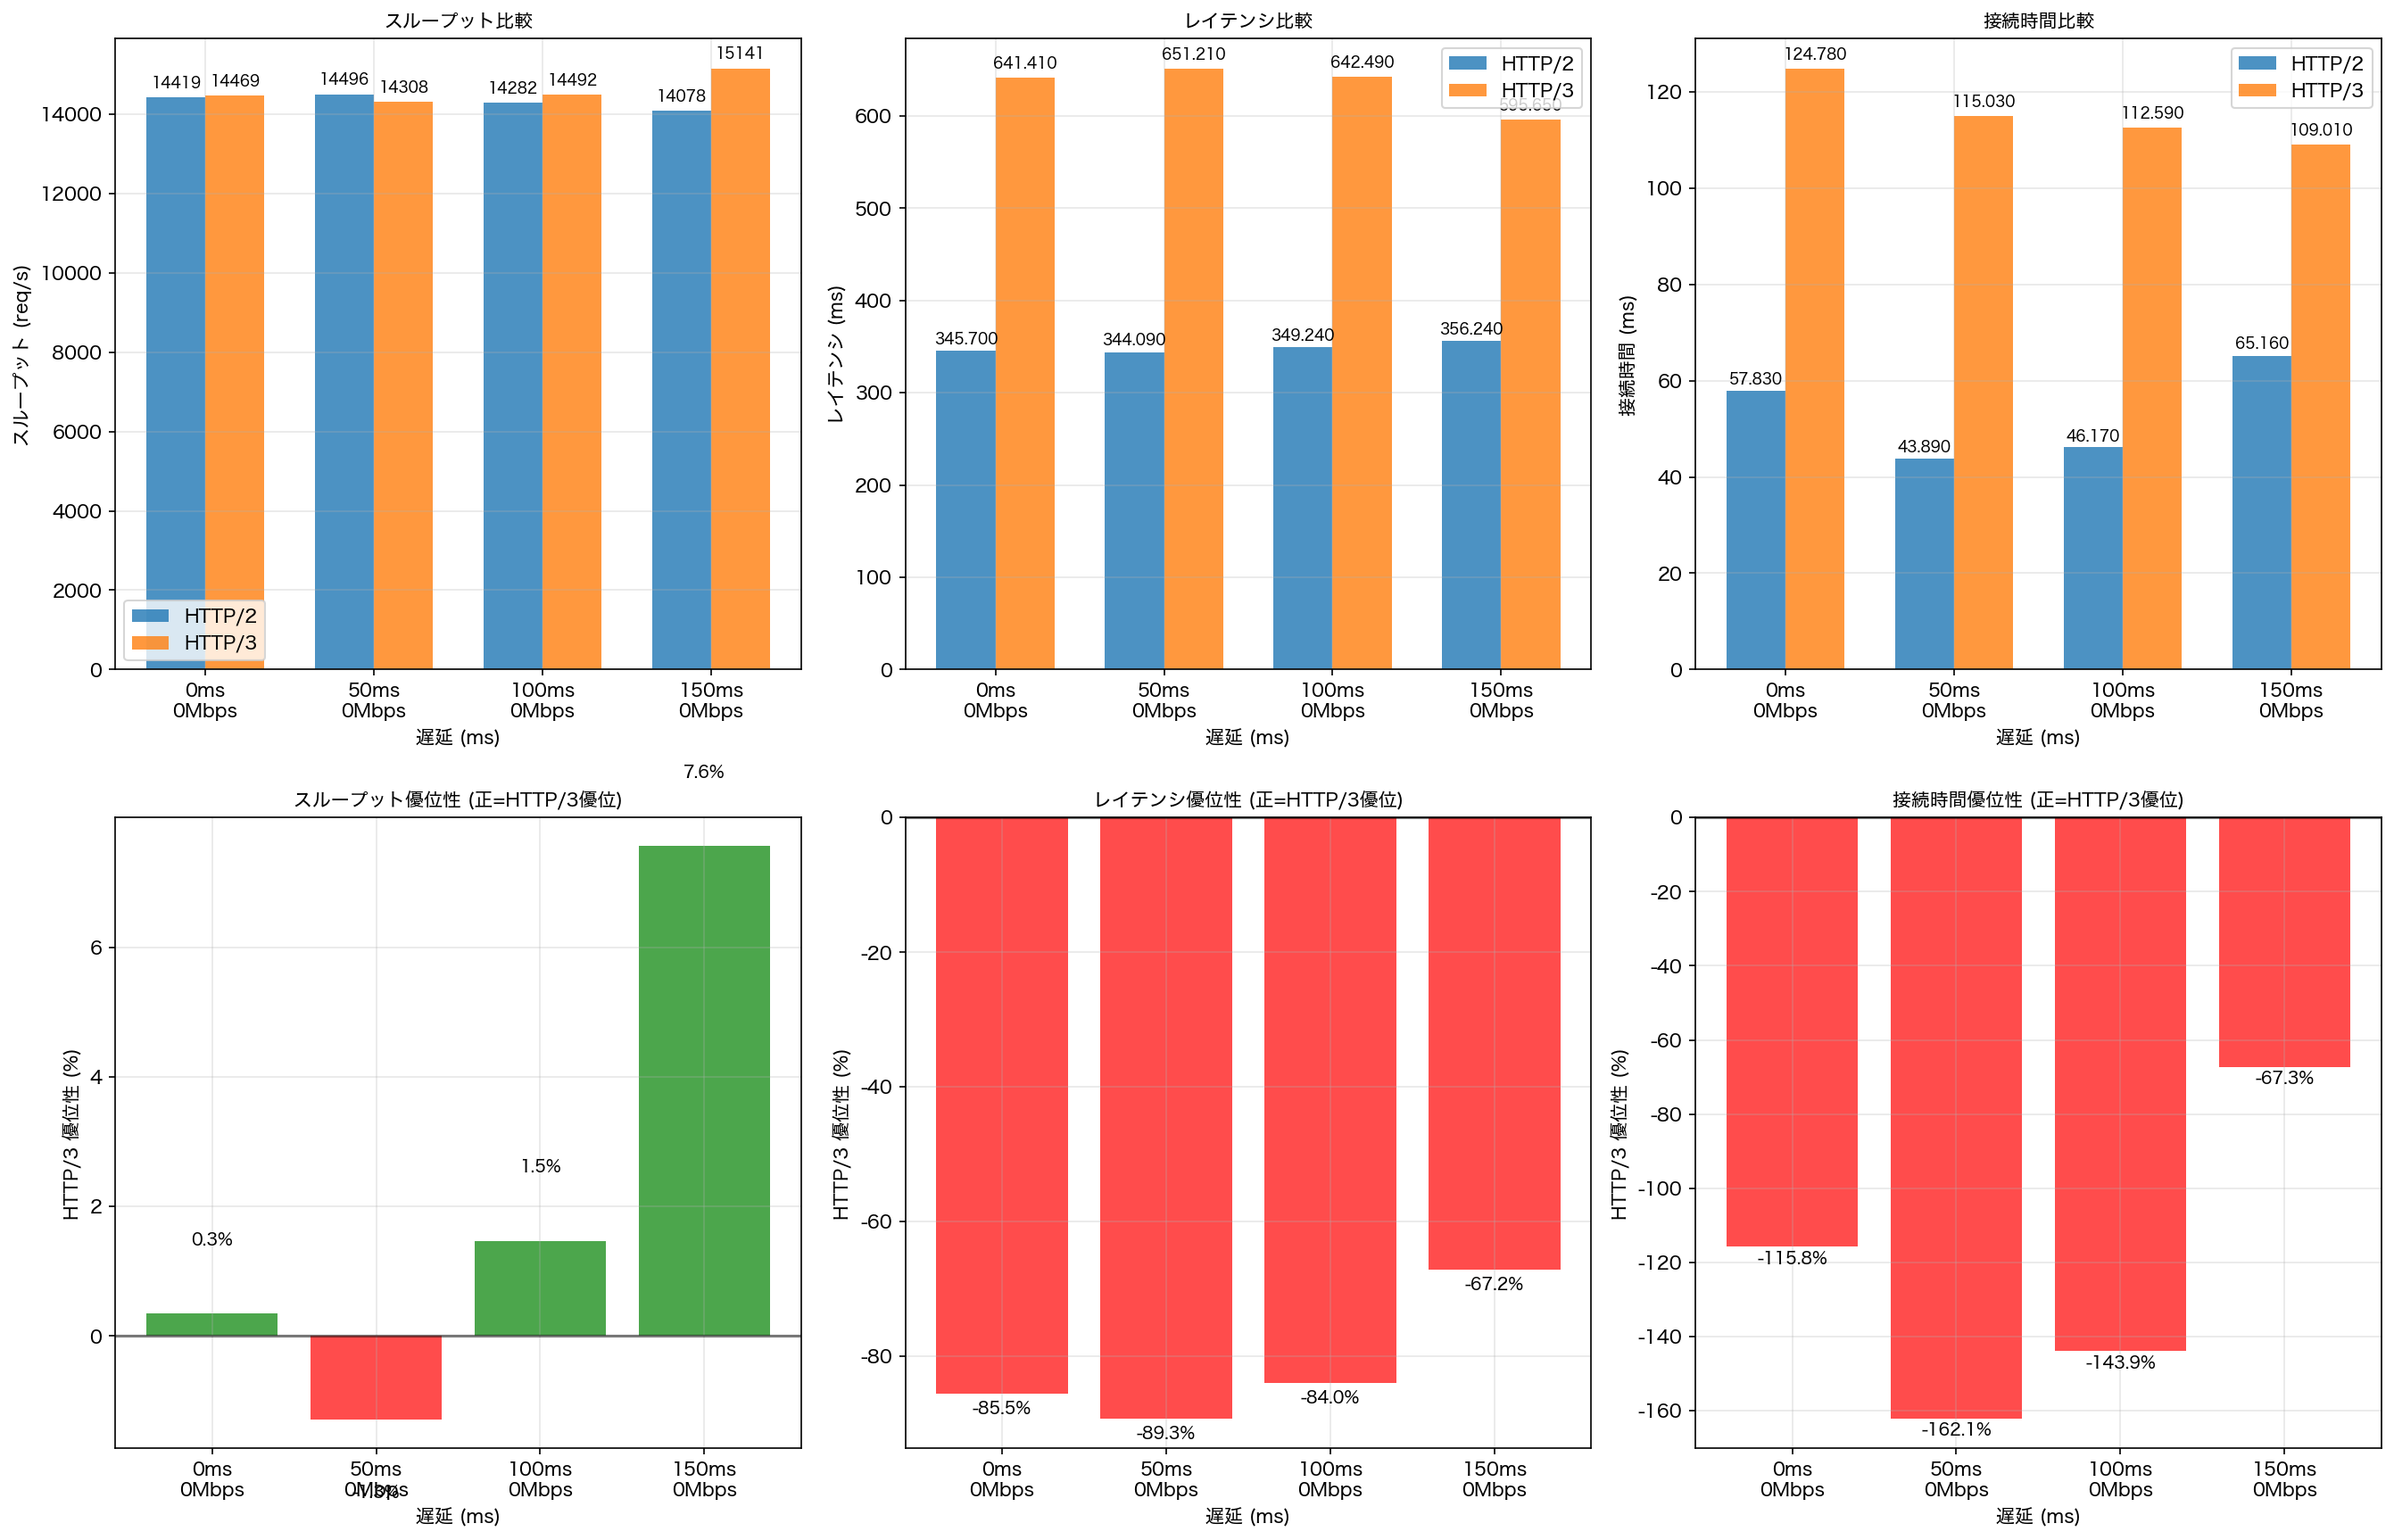 スループット比較
15141
14419
14469
14496
14308
14282
14492
14078
14000
12000
10000
8000
6000
4000
2000
0
スループット (req/s)
HTTP/2
HTTP/3
0ms
0Mbps
50ms
0Mbps
100ms
0Mbps
150ms
0Mbps
遅延 (ms)
レイテンシ比較
641.410
651.210
642.490
595.650
345.700
344.090
349.240
356.240
600
500
400
300
200
100
0
レイテンシ (ms)
HTTP/2
HTTP/3
0ms
0Mbps
50ms
0Mbps
100ms
0Mbps
150ms
0Mbps
遅延 (ms)
接続時間比較
124.780
115.030
112.590
109.010
57.830
43.890
46.170
65.160
120
100
80
60
40
20
0
接続時間 (ms)
HTTP/2
HTTP/3
0ms
0Mbps
50ms
0Mbps
100ms
0Mbps
150ms
0Mbps
遅延 (ms)
7.6%
スループット優位性 (正=HTTP/3優位)
6
4
2
0
HTTP/3 優位性 (%)
0.3%
1.5%
-1.3%
0ms
0Mbps
50ms
0Mbps
100ms
0Mbps
150ms
0Mbps
遅延 (ms)
レイテンシ優位性 (正=HTTP/3優位)
0
-20
-40
-60
-80
HTTP/3 優位性 (%)
-85.5%
-89.3%
-84.0%
-67.2%
0ms
0Mbps
50ms
0Mbps
100ms
0Mbps
150ms
0Mbps
遅延 (ms)
接続時間優位性 (正=HTTP/3優位)
0
-20
-40
-60
-80
-100
-120
-140
-160
HTTP/3 優位性 (%)
-115.8%
-162.1%
-143.9%
-67.3%
0ms
0Mbps
50ms
0Mbps
100ms
0Mbps
150ms
0Mbps
遅延 (ms)